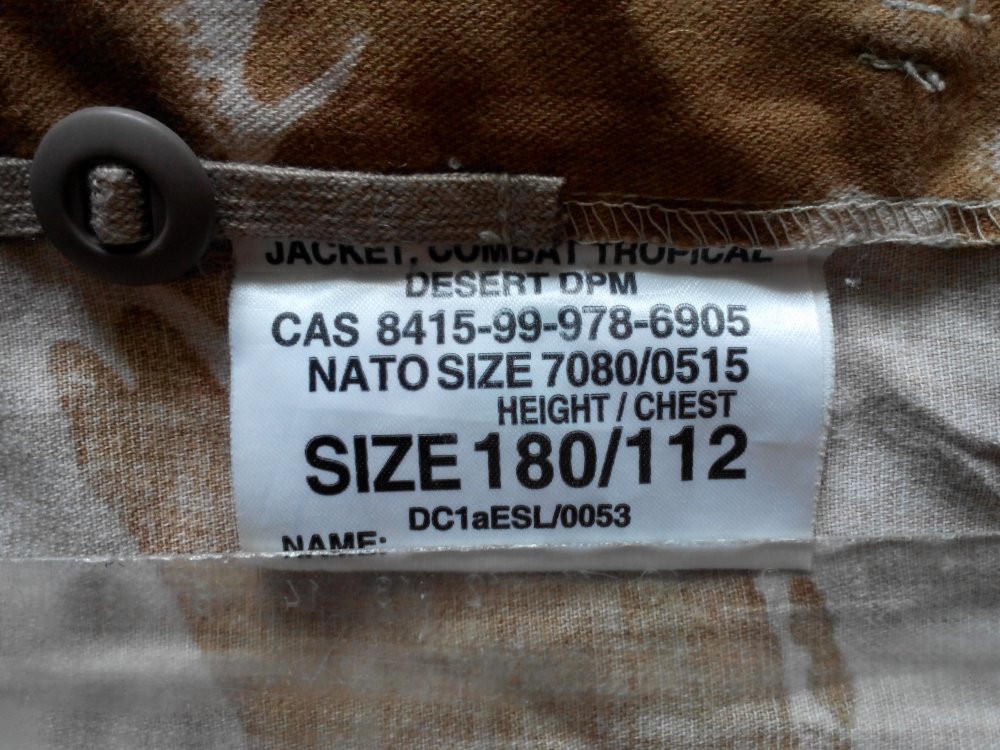 JACKET, COMBAT TROPICAL
DESERT DPM
CAS 8415-99-978-6905
NATO SIZE 7080/0515
HEIGHT / CHEST
SIZE 180/112
DC1aESL/0053
NAME: